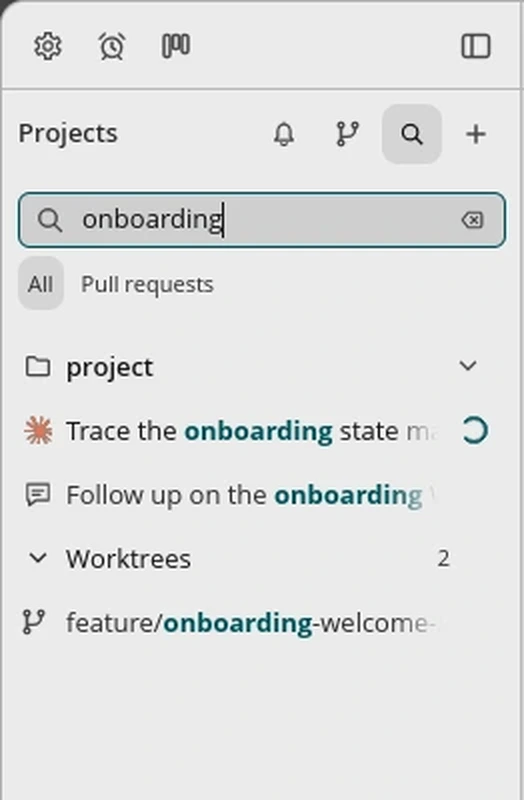 Projects
onboarding
All Pull requests
project
Trace the onboarding state
Follow up on the onboarding
Worktrees 2
feature/onboarding-welcome-